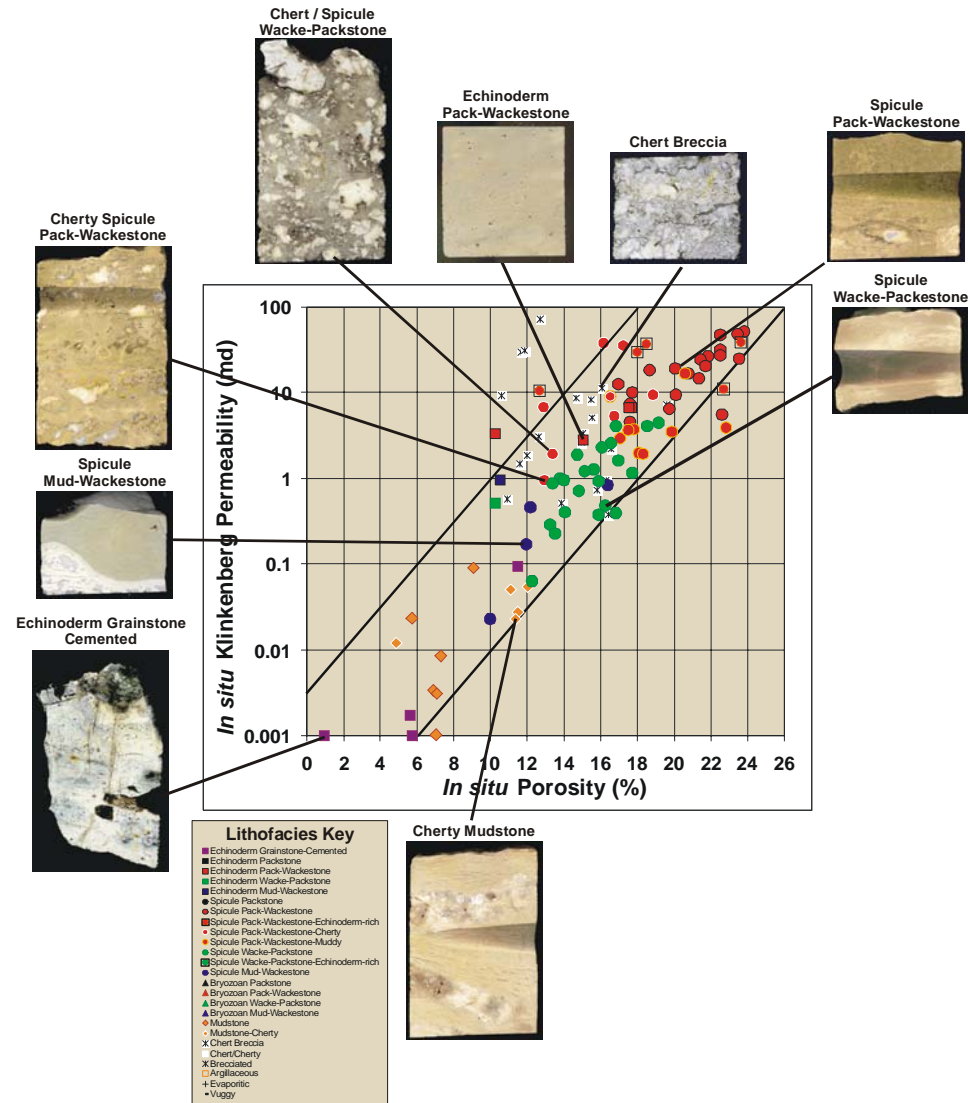 Chert / Spicule
Wacke-Packstone
Echinoderm
Pack-Wackestone
Chert Breccia
Spicule
Pack-Wackestone
Cherty Spicule
Pack-Wackestone
Spicule
Wacke-Packestone
Spicule
Mud-Wackestone
Echinoderm Grainstone
Cemented
In situ Klinkenberg Permeability (md)
100
10
1
0.1
0.01
0.001
0 2 4 6 8 10 12 14 16 18 20 22 24 26
In situ Porosity (%)
Cherty Mudstone
Lithofacies Key
Echinoderm Grainstone-Cemented
Echinoderm Packstone
Echinoderm Pack-Wackestone
Echinoderm Wacke-Packstone
Echinoderm Mud-Wackestone
Spicule Packstone
Spicule Pack-Wackestone
Spicule Pack-Wackestone-Echinoderm-rich
Spicule Pack-Wackestone-Cherty
Spicule Pack-Wackestone-Muddy
Spicule Wacke-Packstone
Spicule Wacke-Packstone-Echinoderm-rich
Spicule Mud-Wackestone
Bryozoan Packstone
Bryozoan Pack-Wackestone
Bryozoan Wacke-Packstone
Bryozoan Mud-Wackestone
Mudstone
Mudstone-Cherty
Chert Breccia
Chert/Cherty
Brecciated
Argillaceous
Evaporitic
Vuggy